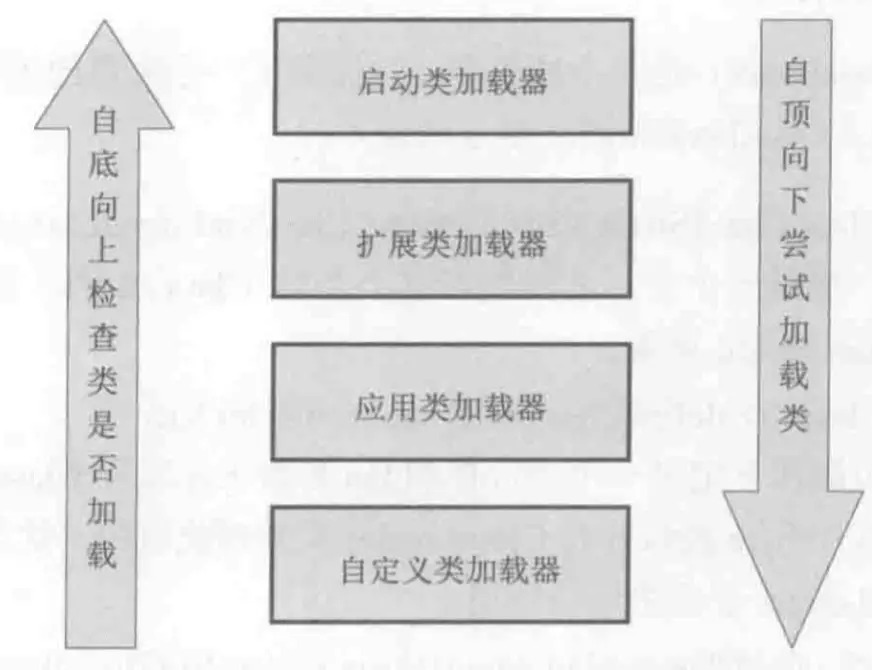 自底向上检查类是否加载
启动类加载器
扩展类加载器
应用类加载器
自定义类加载器
自顶向下尝试加载类